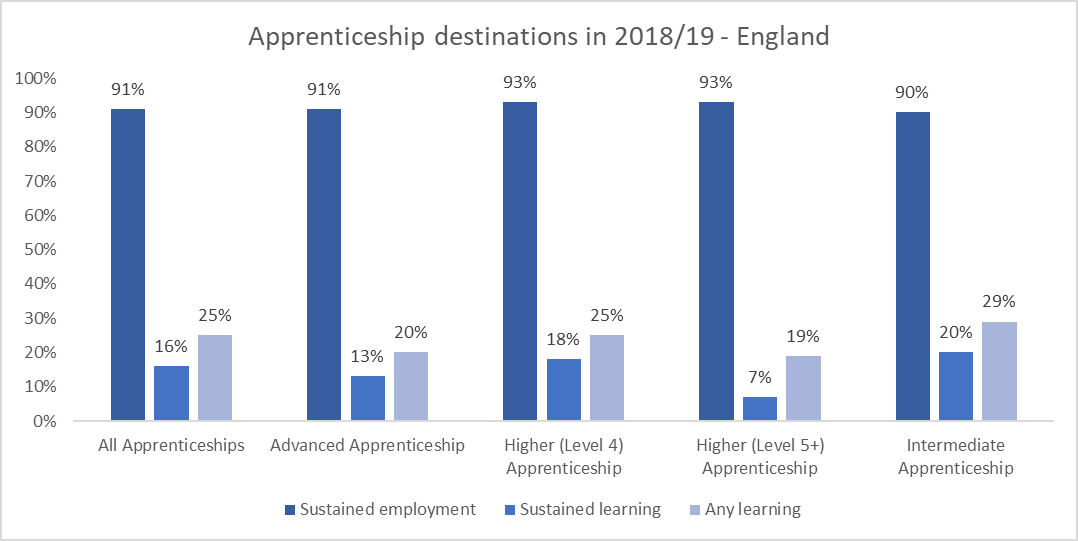 Apprenticeship destinations in 2018/19 - England
100%
90%
80%
70%
60%
50%
40%
30%
20%
10%
0%
91%
16%
25%
91%
13%
20%
93%
18%
25%
93%
7%
19%
90%
20%
29%
All Apprenticeships
Advanced Apprenticeship
Higher (Level 4)
Apprenticeship
Higher (Level 5+)
Apprenticeship
Intermediate
Apprenticeship
Sustained employment
Sustained learning
Any learning